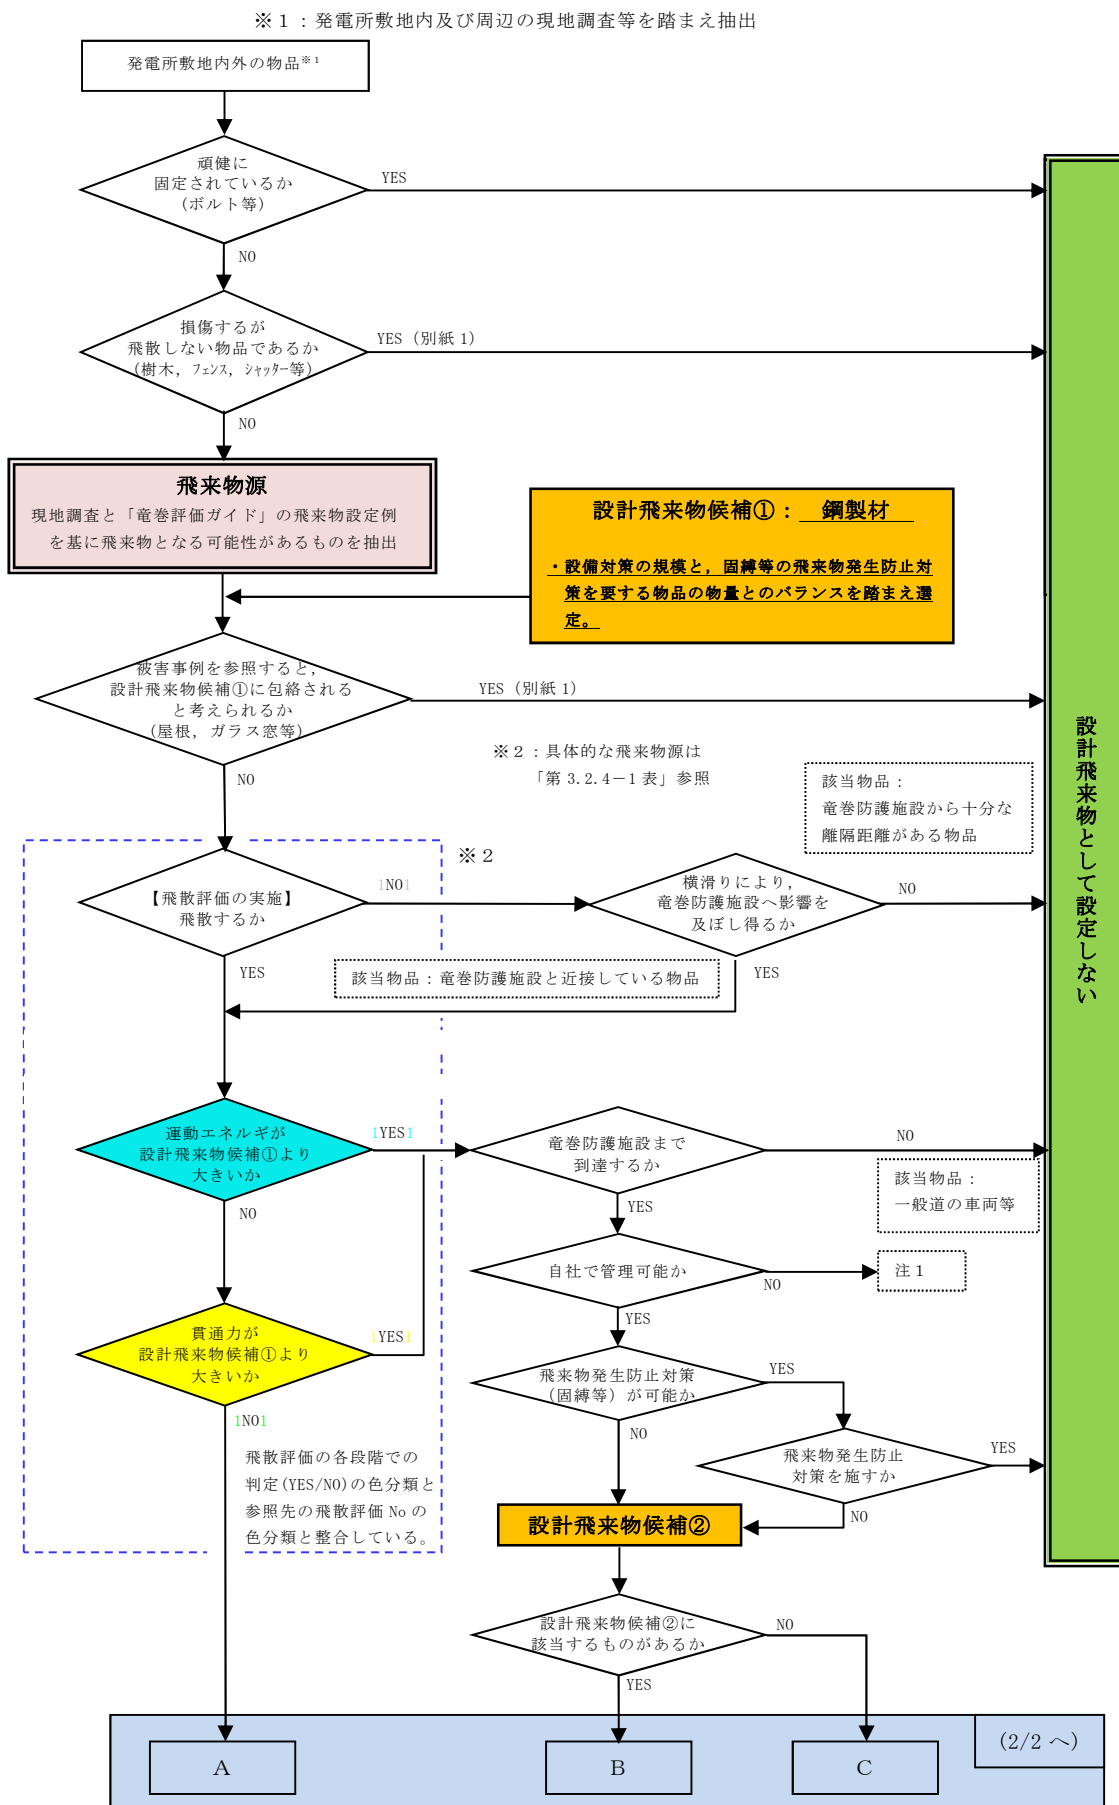 ※１：発電所敷地内及び周辺の現地調査等を踏まえ抽出
発電所敷地内外の物品※1
頑健に
固定されているか
(ボルト等)
YES
NO
損傷するが
飛散しない物品であるか
(樹木，フェンス，シャッター等)
YES（別紙 1）
NO
飛来物源
現地調査と「竜巻評価ガイド」の飛来物設定例
を基に飛来物となる可能性があるものを抽出
設計飛来物候補①： 鋼製材
・設備対策の規模と，固縛等の飛来物発生防止対
策を要する物品の物量とのバランスを踏まえ選
定。
被害事例を参照すると，
設計飛来物候補①に包絡される
と考えられるか
(屋根，ガラス窓等)
YES（別紙 1）
NO
※２：具体的な飛来物源は
「第 3.2.4－1 表」参照
該当物品：
竜巻防護施設から十分な
離隔距離がある物品
※２
【飛散評価の実施】
飛散するか
1NO1
横滑りにより，
竜巻防護施設へ影響を
及ぼし得るか
NO
YES
YES
該当物品：竜巻防護施設と近接している物品
運動エネルギが
設計飛来物候補①より
大きいか
1YES1
NO
竜巻防護施設まで
到達するか
NO
YES
該当物品：
一般道の車両等
自社で管理可能か
NO
注１
YES
貫通力が
設計飛来物候補①より
大きいか
1YES1
1NO1
飛来物発生防止対策
（固縛等）が可能か
YES
NO
飛来物発生防止
対策を施すか
YES
NO
飛散評価の各段階での
判定(YES/NO)の色分類と
参照先の飛散評価 No の
色分類と整合している。
設計飛来物候補②
設計飛来物候補②に
該当するものがあるか
NO
YES
設計飛来物として設定しない
A
B
C
(2/2 へ)